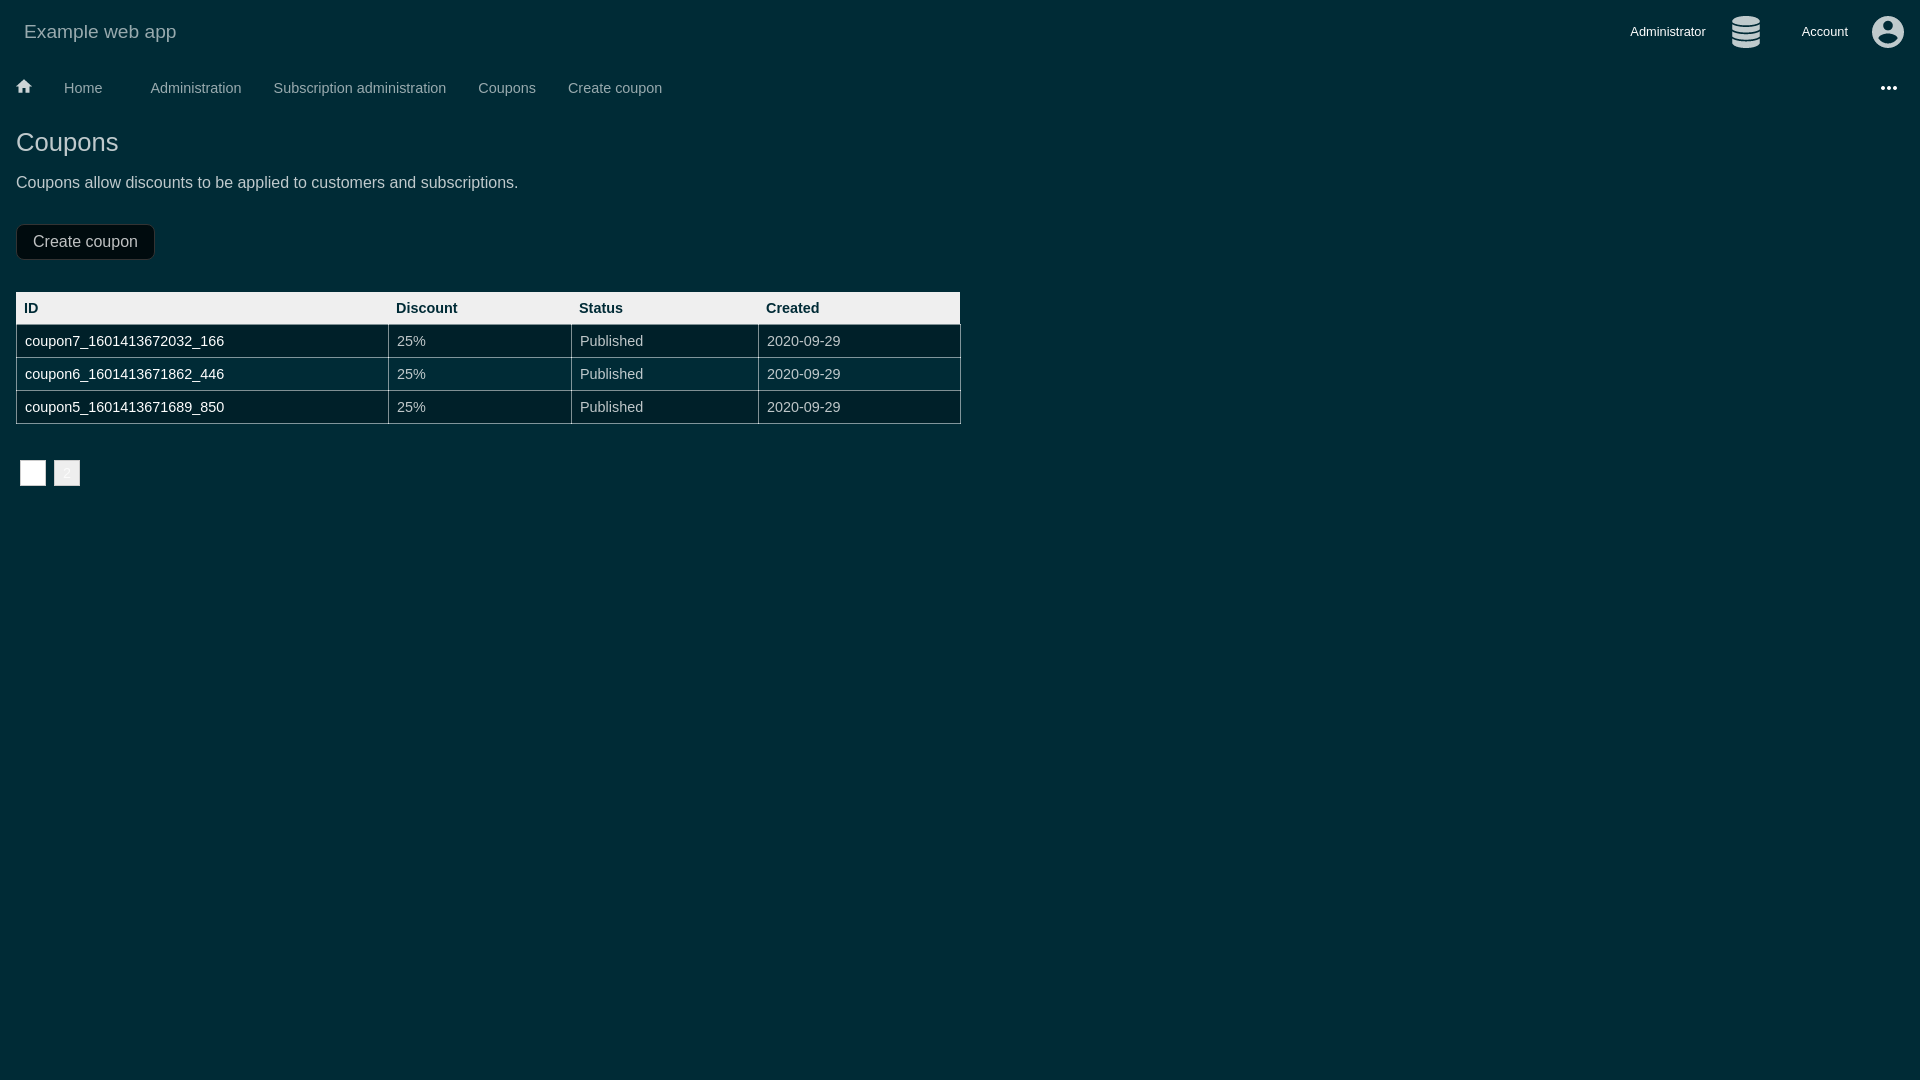 Example web app
Administrator
Account
Home
Administration
Subscription administration
Coupons
Create coupon
Coupons
Coupons allow discounts to be applied to customers and subscriptions.
Create coupon
ID Discount Status Created
coupon7_1601413672032_166 25% Published 2020-09-29
coupon6_1601413671862_446 25% Published 2020-09-29
coupon5_1601413671689_850 25% Published 2020-09-29
2